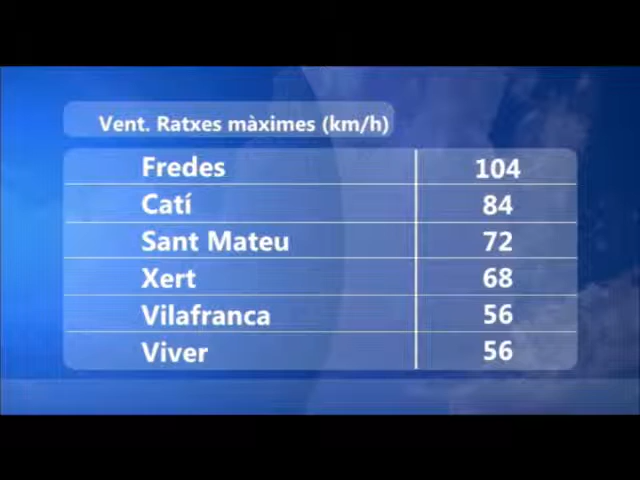 Vent. Ratxes màximes (km/h)
Fredes 104
Catí 84
Sant Mateu 72
Xert 68
Vilafranca 56
Viver 56